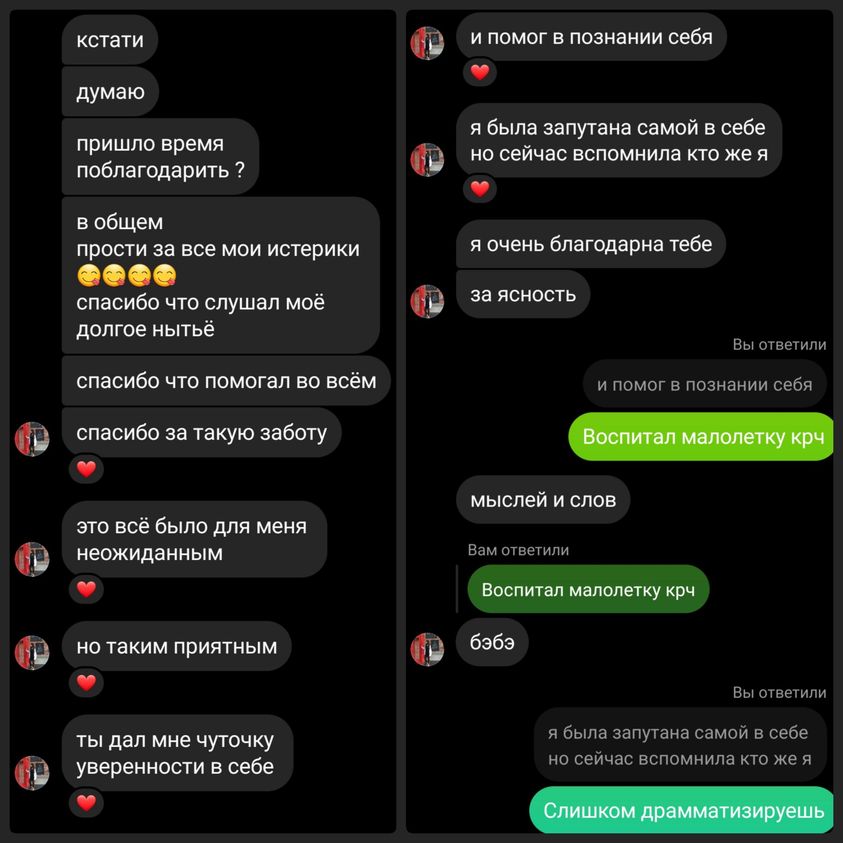 кстати
думаю
пришло время
поблагодарить ?
в общем
прости за все мои истерики
😋😋😋😋
спасибо что слушал моё
долгое нытьё
спасибо что помогал во всём
спасибо за такую заботу
это всё было для меня
неожиданным
но таким приятным
ты дал мне чуточку
уверенности в себе
и помог в познании себя
я была запутана самой в себе
но сейчас вспомнила кто же я
я очень благодарна тебе
за ясность
Вы ответили
и помог в познании себя
Воспитал малолетку крч
мыслей и слов
Вам ответили
Воспитал малолетку крч
бэбэ
Вы ответили
я была запутана самой в себе
но сейчас вспомнила кто же я
Слишком драмматизируешь